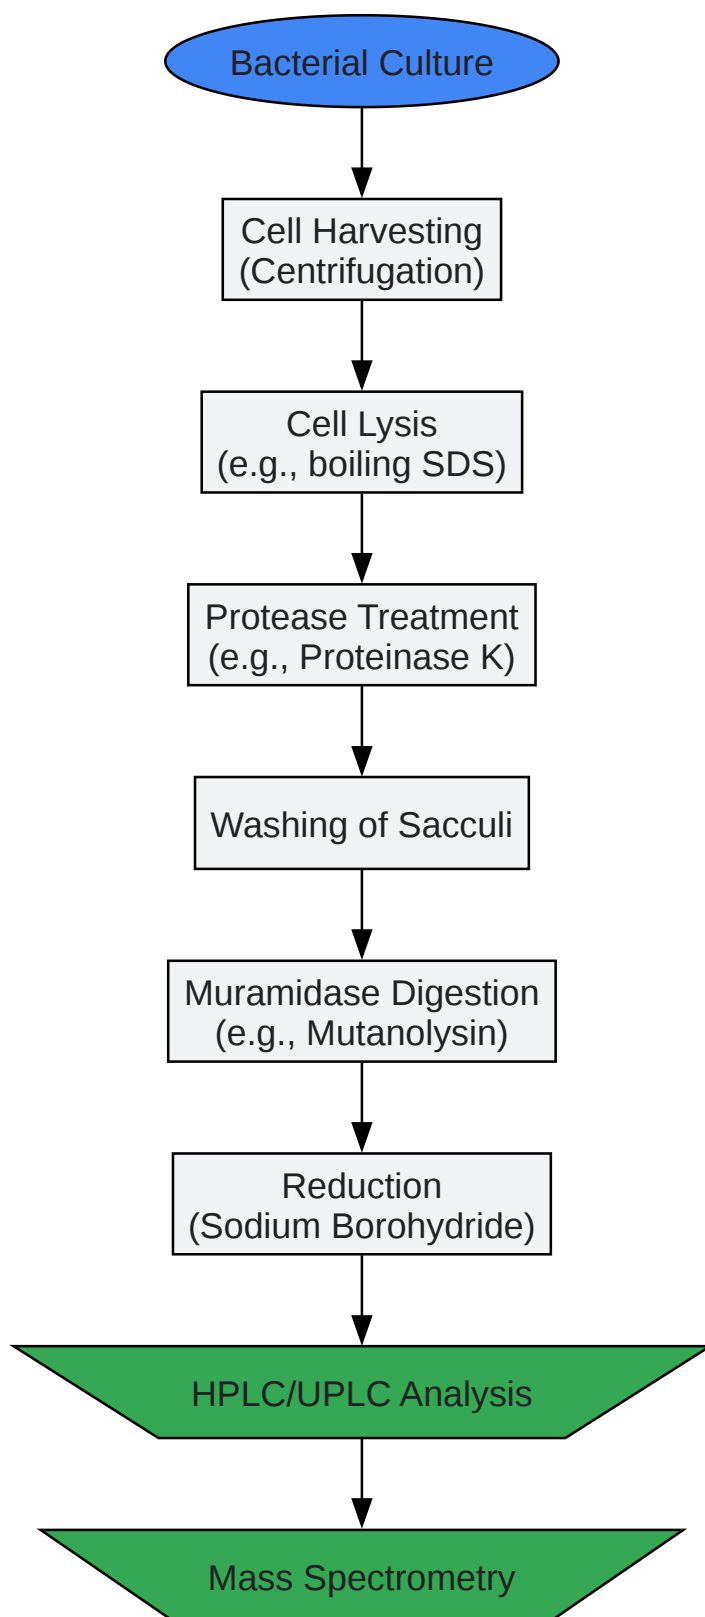 Bacterial Culture
Cell Harvesting
(Centrifugation)
Cell Lysis
(e.g., boiling SDS)
Protease Treatment
(e.g., Proteinase K)
Washing of Sacculi
Muramidase Digestion
(e.g., Mutanolysin)
Reduction
(Sodium Borohydride)
HPLC/UPLC Analysis
Mass Spectrometry